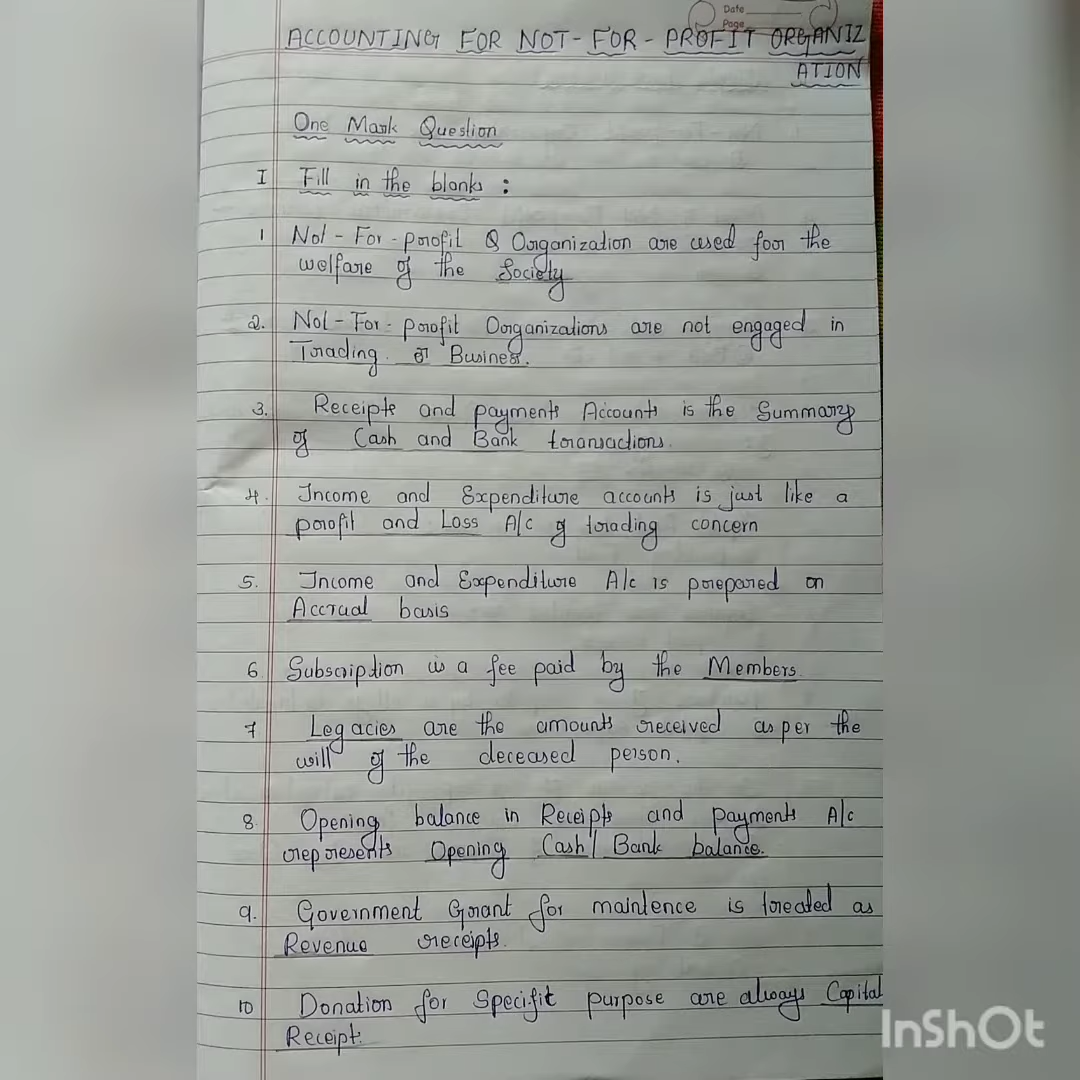 Date
Page
ACCOUNTING FOR NOT-FOR-PROFIT ORGANIZ
ATION
One Mark Question
I Fill in the blanks :
1 Not-For-profit Organization are used for the
welfare of the Society
2. Not-For-profit Organizations are not engaged in
Trading or Business.
3. Receipts and payments Accounts is the Summary
of Cash and Bank transactions.
4. Income and Expenditure accounts is just like a
profit and Loss A/C of trading concern
5. Income and Expenditure A/c is prepared on
Accrual basis
6. Subscription is a fee paid by the Members.
7 Legacies are the amounts received as per the
will of the deceased person.
8. Opening balance in Receipts and payments A/c
represents Opening Cash/ Bank balance.
9. Government Grant for maintence is treated as
Revenue receipts.
10 Donation for Specifit purpose are always Capital
Receipt.
InShOt